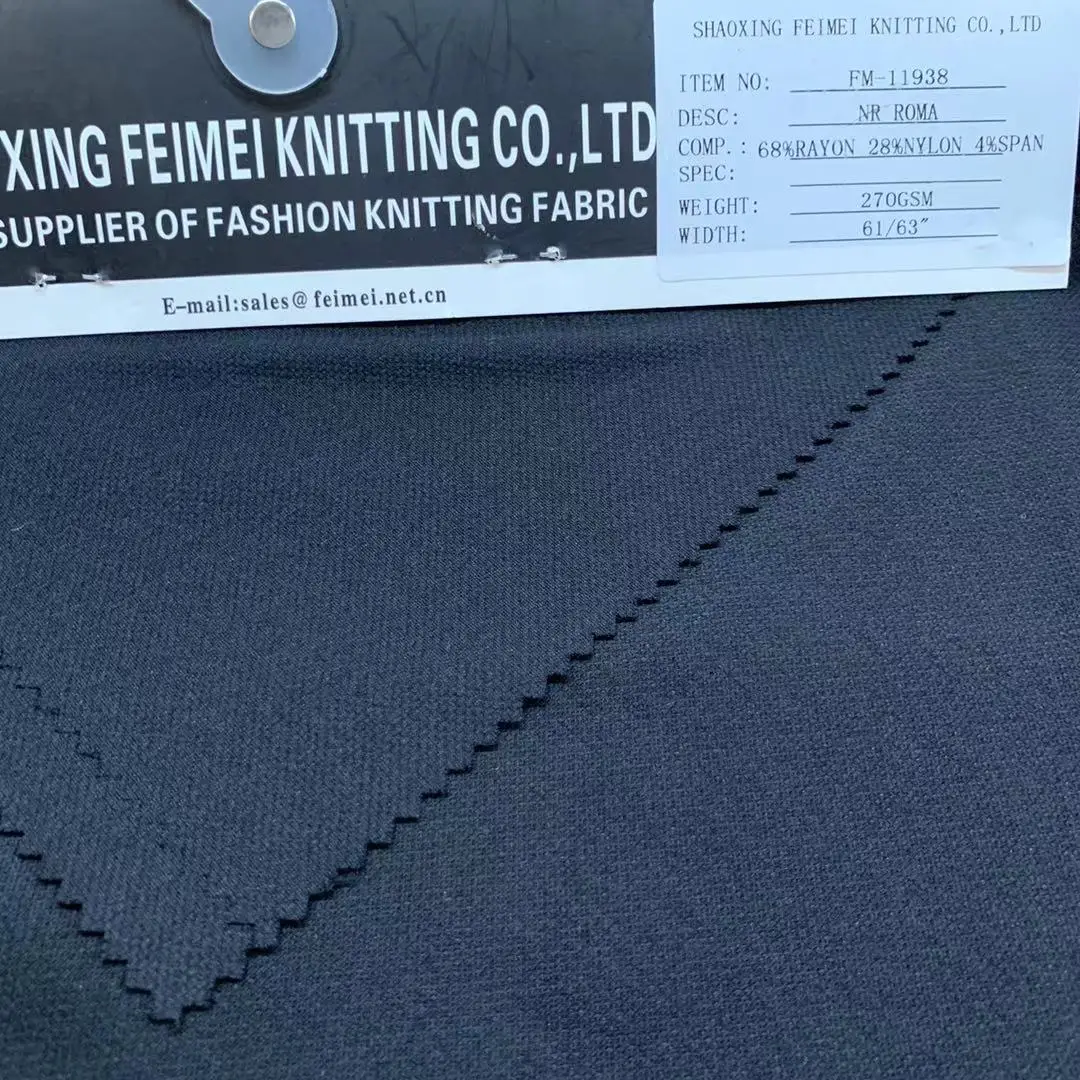 XING FEIMEI KNITTING CO.,LTD
SUPPLIER OF FASHION KNITTING FABRIC
E-mail:sales@feimei.net.cn
SHAOXING FEIMEI KNITTING CO.,LTD
ITEM NO: FM-11938
DESC: NR ROMA
COMP.: 68%RAYON 28%NYLON 4%SPAN
SPEC:
WEIGHT: 270GSM
WIDTH: 61/63"